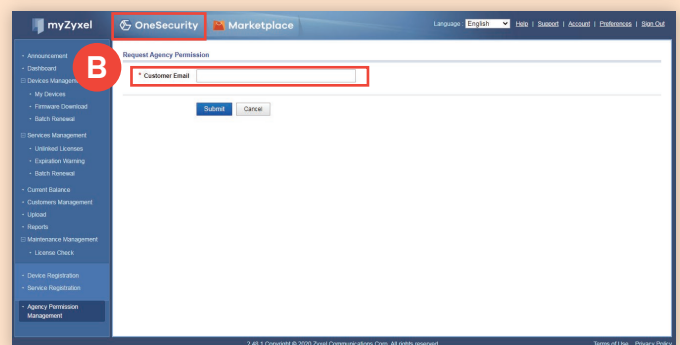 myZyxel
OneSecurity
Marketplace
Language English Help | Support | Account | Preferences | Sign Out
Announcement
Dashboard
Devices Management
My Devices
Firmware Download
Batch Renewal
Services Management
Unlinked Licenses
Expiration Warning
Batch Renewal
Current Balance
Customers Management
Upload
Reports
Maintenance Management
License Check
Device Registration
Service Registration
Agency Permission
Management
B
Request Agency Permission
* Customer Email
Submit Cancel
2.45.1 Copyright © 2020 Zyxel Communications Corp. All rights reserved.
Terms of Use Privacy Policy